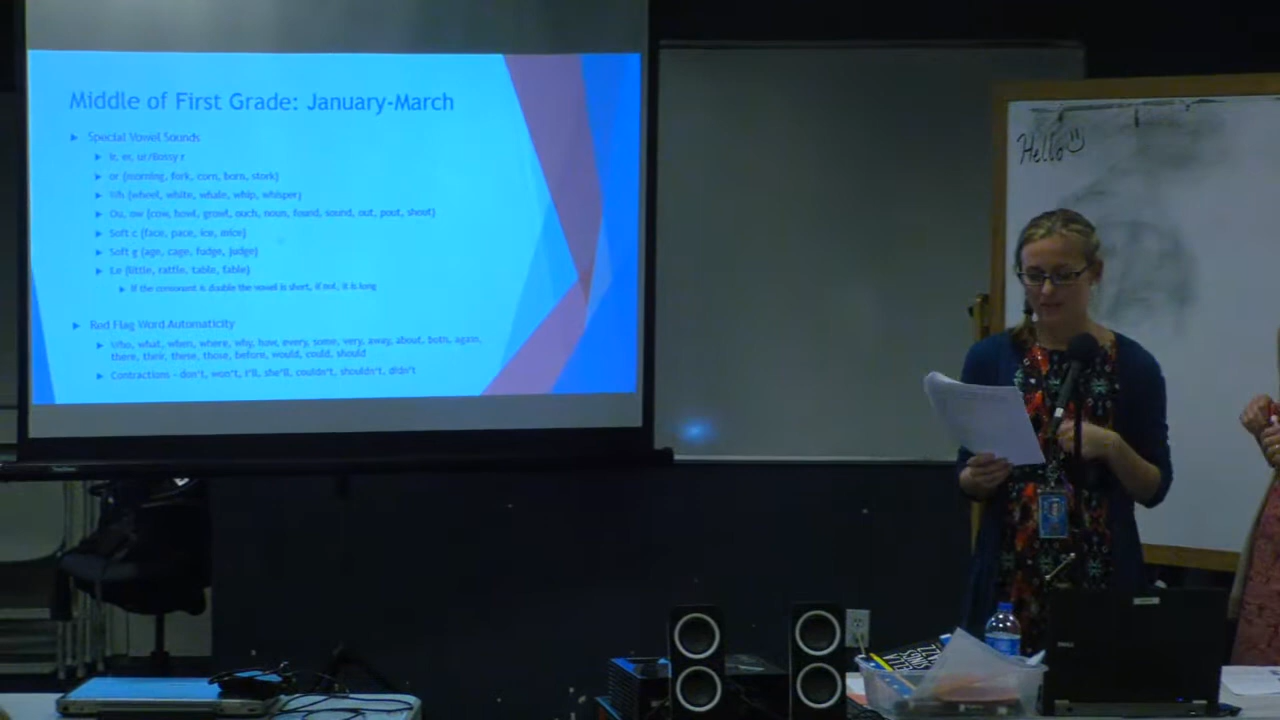 Middle of First Grade: January-March
Special Vowel Sounds
ir, er, ur/Bossy r
or (morning, fork, corn, born, stork)
Wh (wheel, white, whale, whip, whisper)
Ou, ow (cow, howl, growl, ouch, noun, found, sound, out, pout, shout)
Soft c (face, pace, ice, mice)
Soft g (age, cage, fudge, judge)
Le (little, rattle, table, fable)
If the consonant is double the vowel is short, if not, it is long
Red Flag Word Automaticity
Who, what, when, where, why, how, every, some, very, away, about, both, again,
there, their, these, those, before, would, could, should
Contractions - don't, won't, I'll, she'll, couldn't, shouldn't, didn't
Hello
DELL